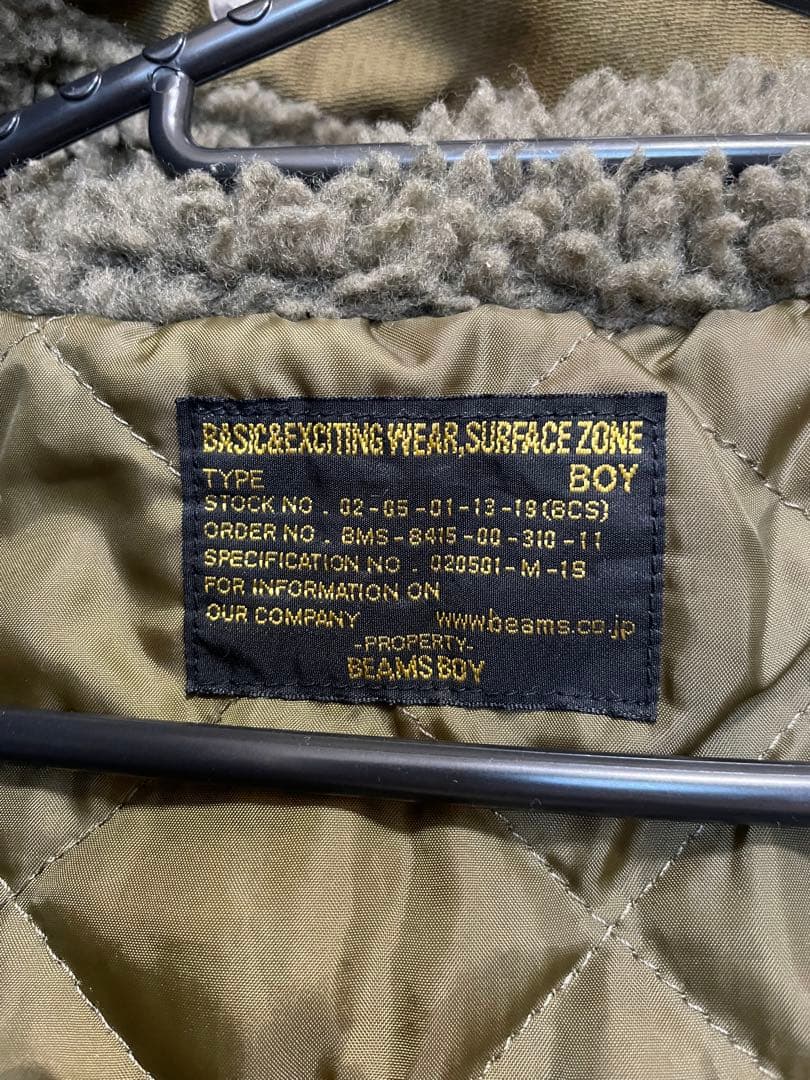 BASIC&EXCITING WEAR,SURFACE ZONE
TYPE BOY
STOCK NO . 02-05-01-13-19(BCS)
ORDER NO . BMS-8415-00-310-11
SPECIFICATION NO . 020501-M-19
FOR INFORMATION ON
OUR COMPANY www.beams.co.jp
-PROPERTY-
BEAMS BOY